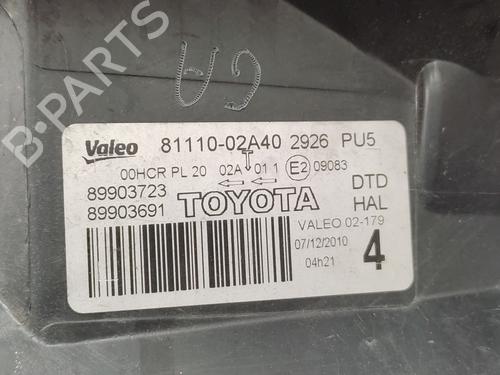 CA
Valeo 81110-02A40 2926 PU5
00HCR PL 20 02A 01 1 E2 09083
89903723 DTD
89903691 TOYOTA HAL
VALEO 02-179
07/12/2010
04h21 4
B-Parts